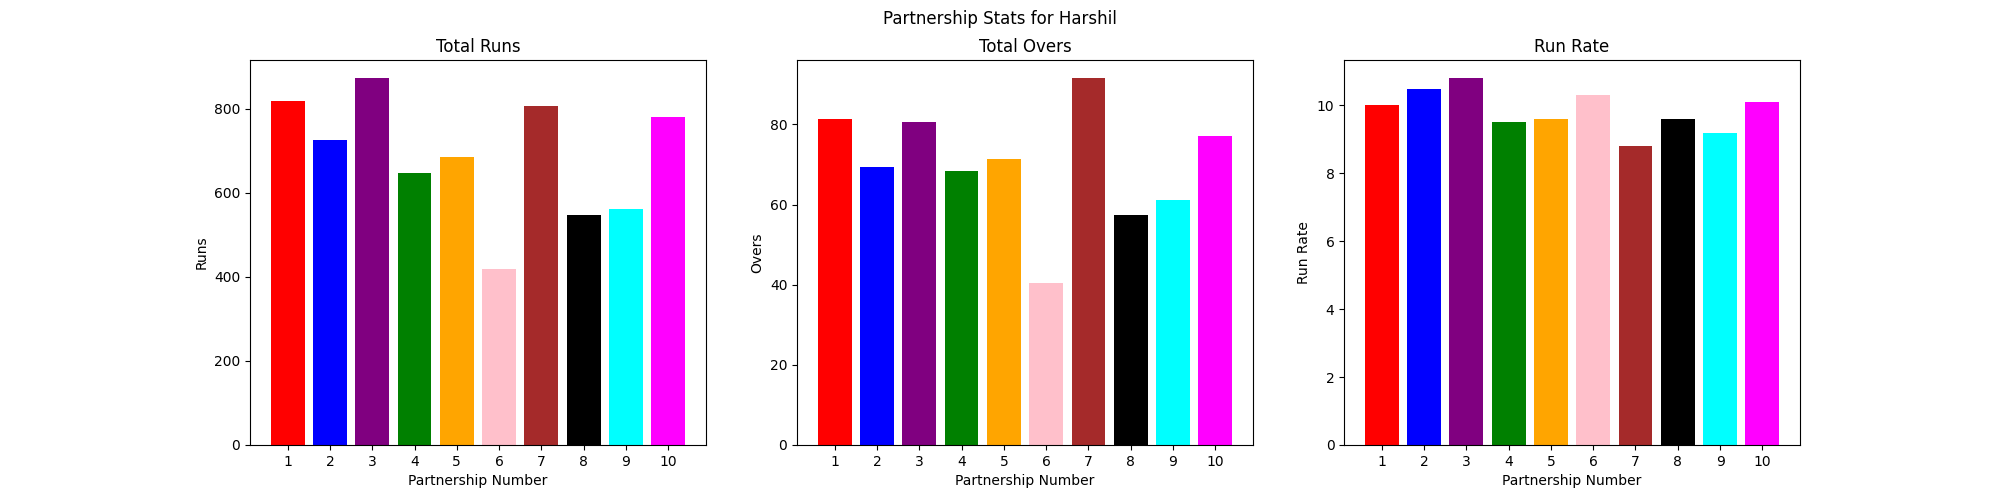 Partnership Stats for Harshil
Total Runs
Runs
800
600
400
200
0
1 2 3 4 5 6 7 8 9 10
Partnership Number
Total Overs
Overs
80
60
40
20
0
1 2 3 4 5 6 7 8 9 10
Partnership Number
Run Rate
Run Rate
10
8
6
4
2
0
1 2 3 4 5 6 7 8 9 10
Partnership Number